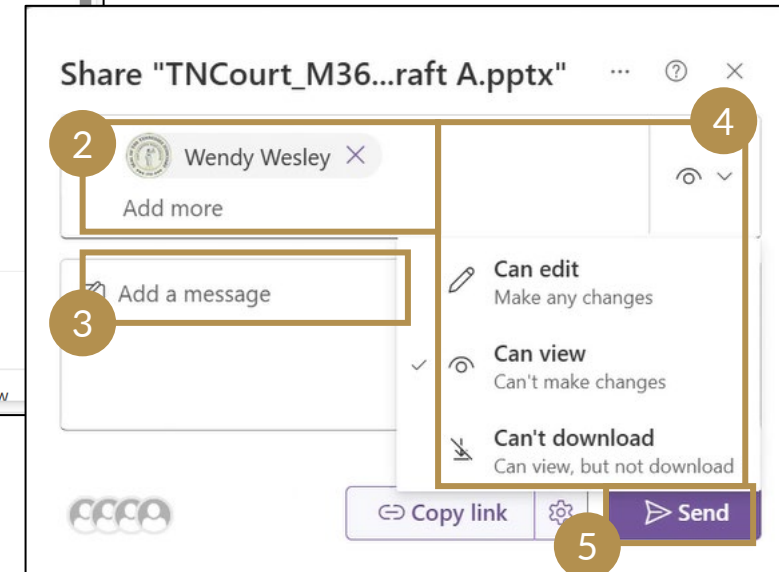 Share "TNCourt_M36...raft A.pptx"
2
4
Wendy Wesley
Add more
3
Add a message
Can edit
Make any changes
Can view
Can't make changes
Can't download
Can view, but not download
Copy link
Send
5
w